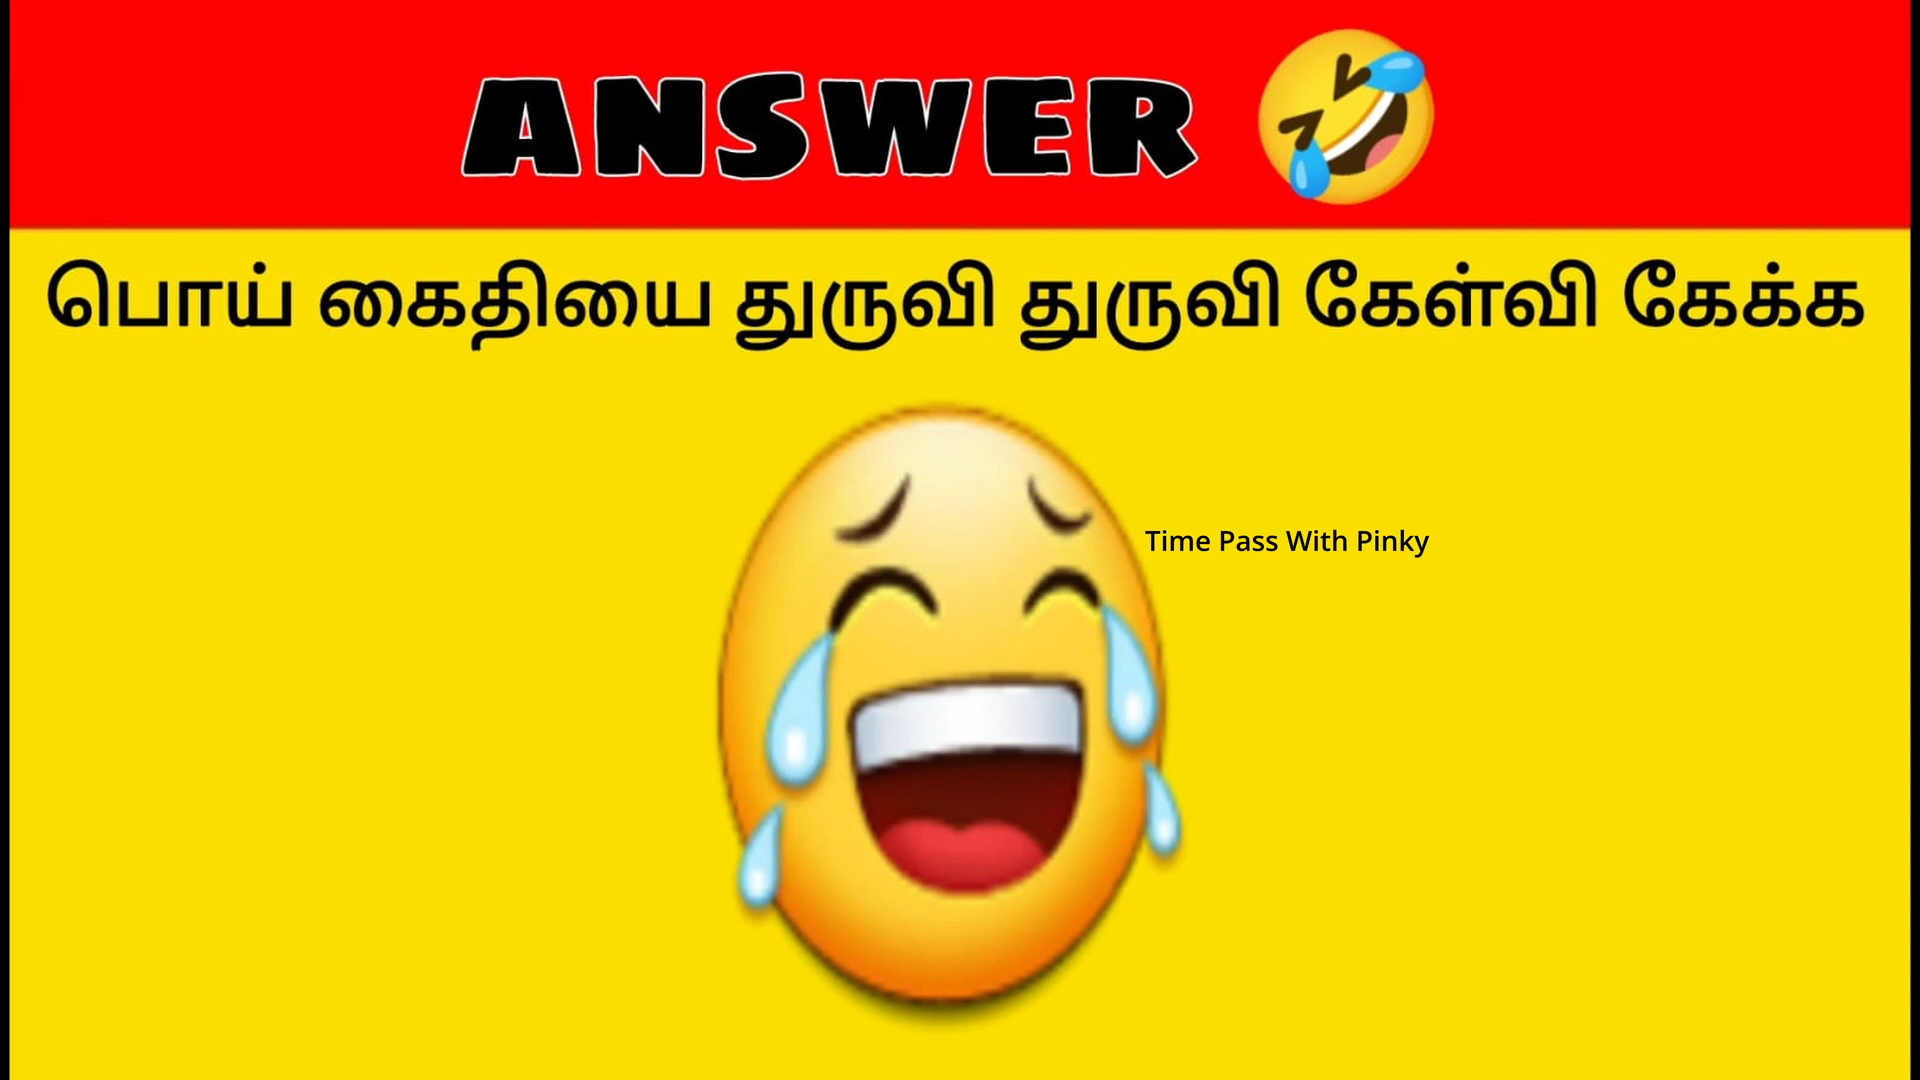 ANSWER
பொய் கைதியை துருவி துருவி கேள்வி கேக்க
Time Pass With Pinky